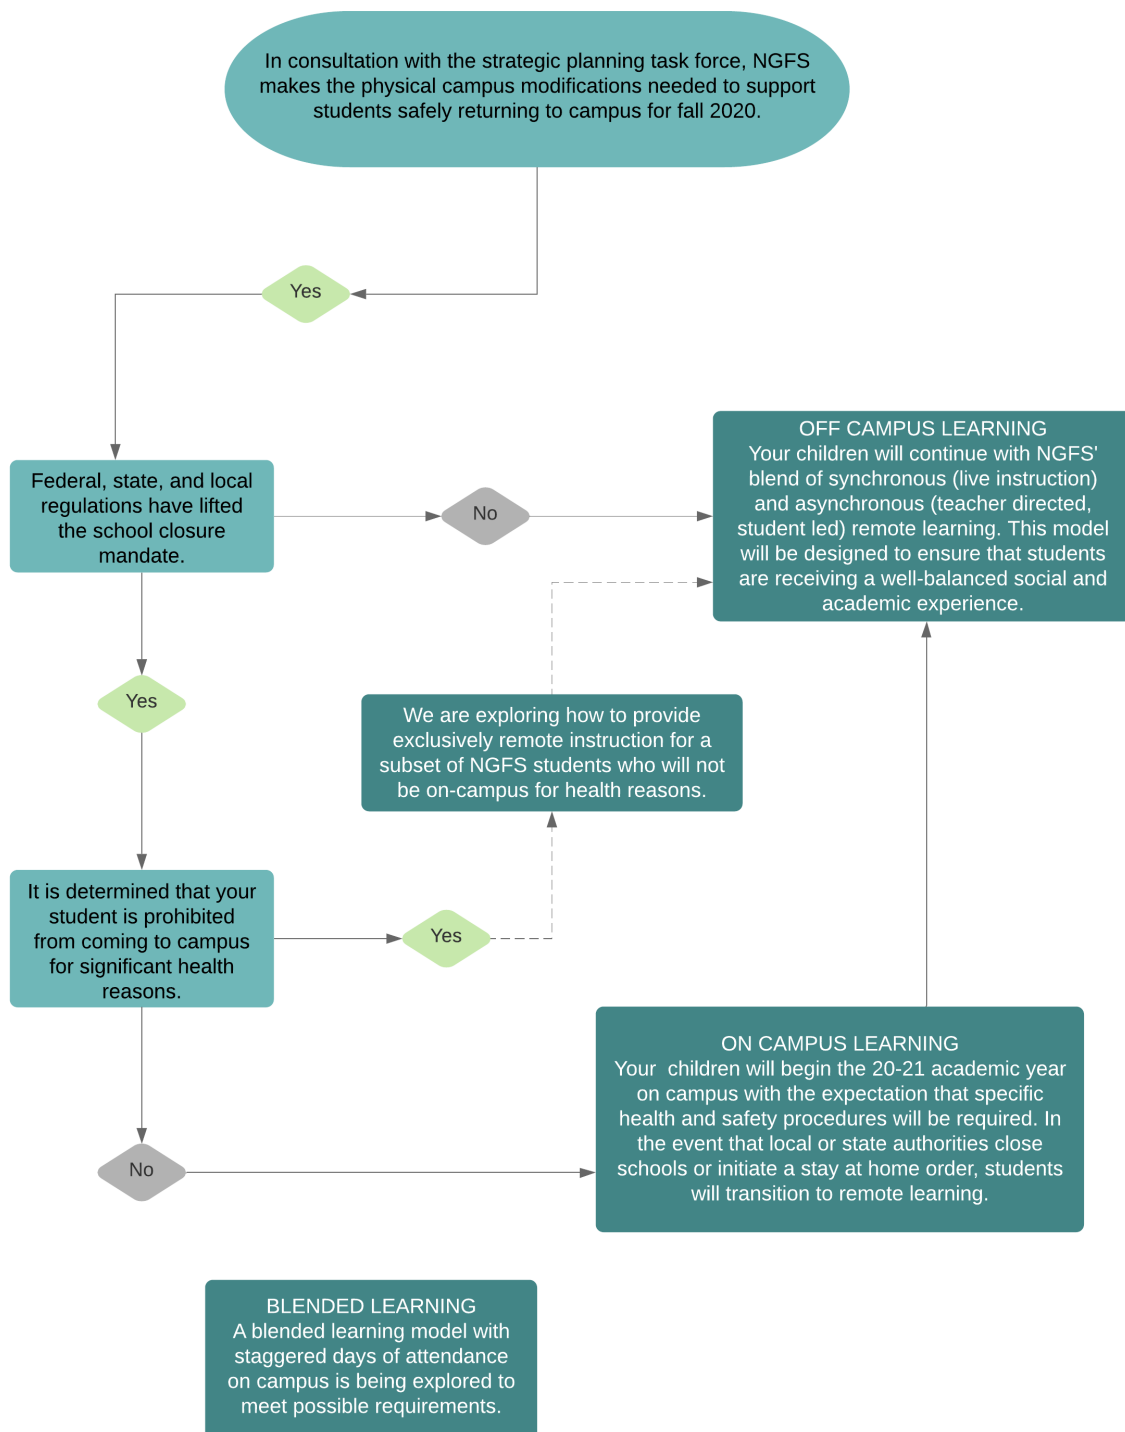 In consultation with the strategic planning task force, NGFS
makes the physical campus modifications needed to support
students safely returning to campus for fall 2020.
Yes
Federal, state, and local
regulations have lifted
the school closure
mandate.
No
OFF CAMPUS LEARNING
Your children will continue with NGFS'
blend of synchronous (live instruction)
and asynchronous (teacher directed,
student led) remote learning. This model
will be designed to ensure that students
are receiving a well-balanced social and
academic experience.
Yes
We are exploring how to provide
exclusively remote instruction for a
subset of NGFS students who will not
be on-campus for health reasons.
It is determined that your
student is prohibited
from coming to campus
for significant health
reasons.
Yes
No
ON CAMPUS LEARNING
Your  children will begin the 20-21 academic year
on campus with the expectation that specific
health and safety procedures will be required. In
the event that local or state authorities close
schools or initiate a stay at home order, students
will transition to remote learning.
BLENDED LEARNING
A blended learning model with
staggered days of attendance
on campus is being explored to
meet possible requirements.